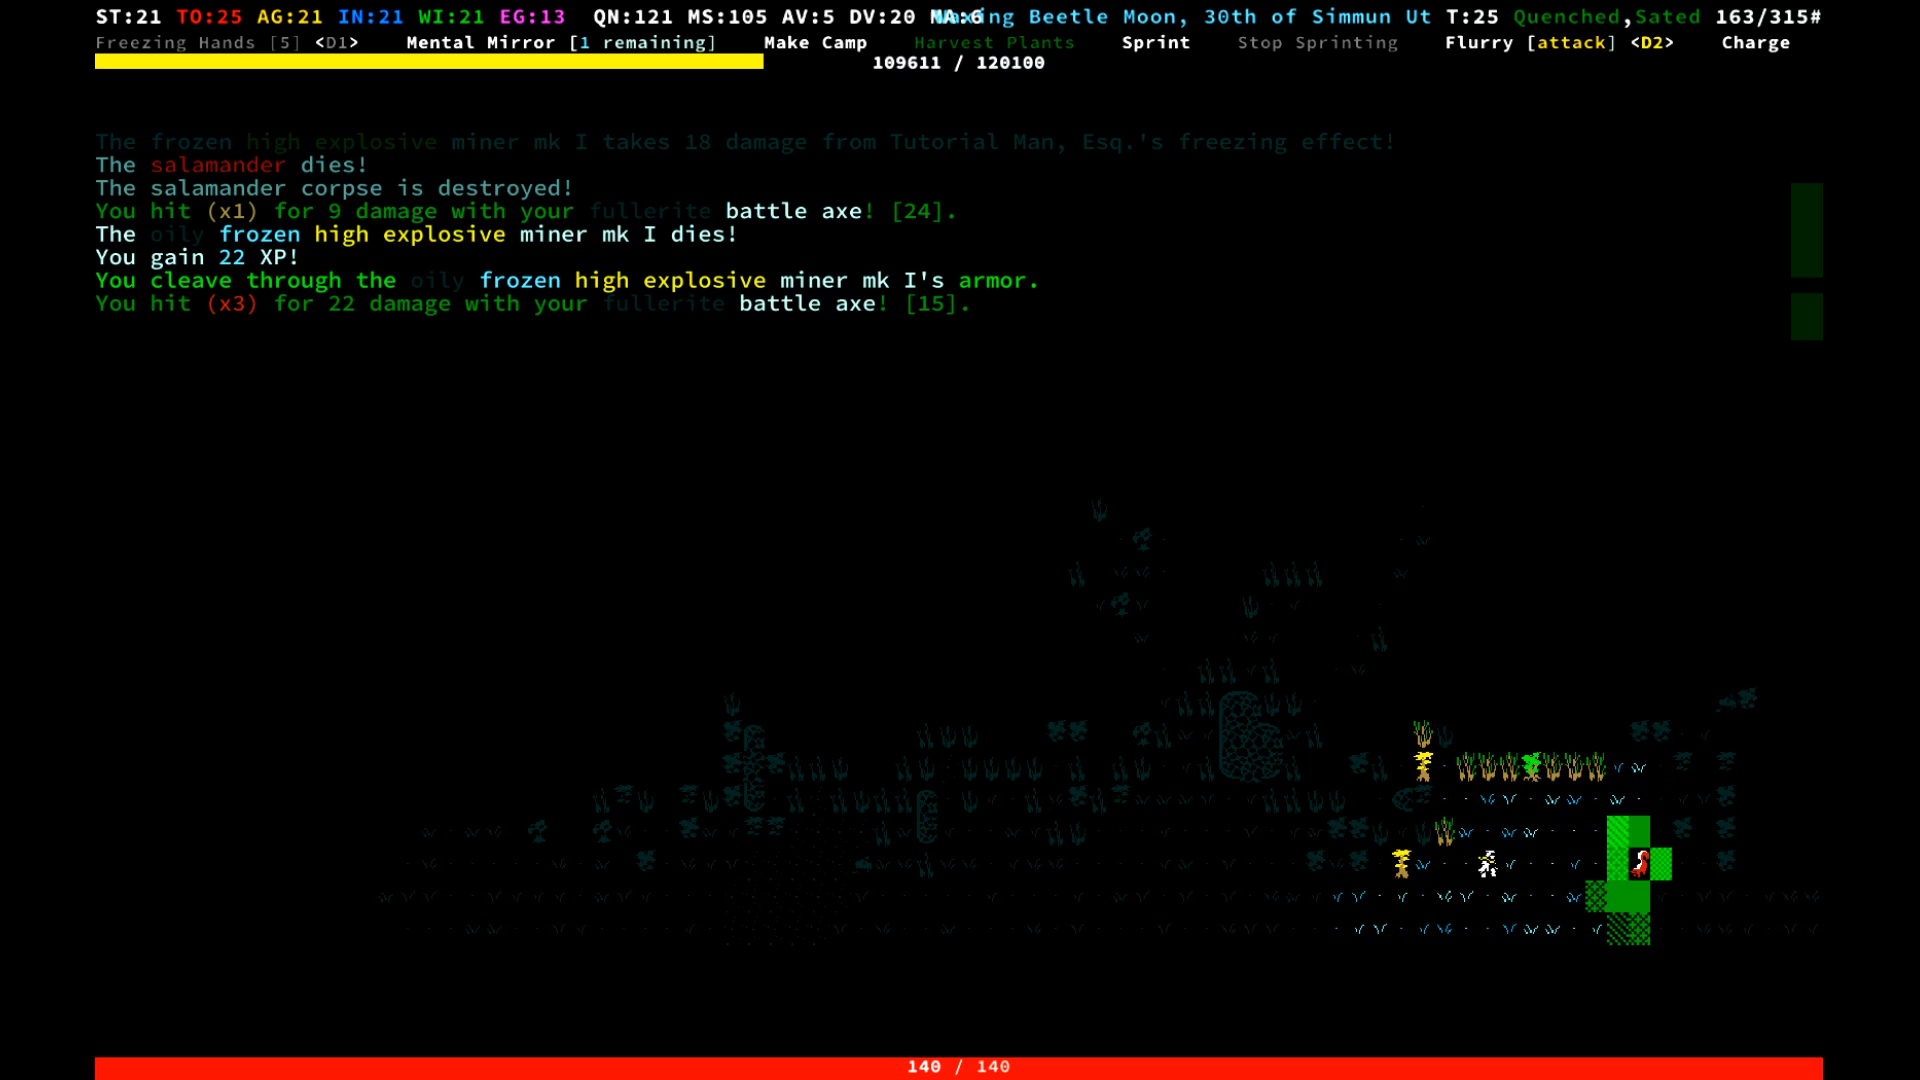 ST:21 TO:25 AG:21 IN:21 WI:21 EG:13 QN:121 MS:105 AV:5 DV:20 MA:6 Beetle Moon, 30th of Simmun Ut T:25 Quenched,Sated 163/315#
Freezing Hands [5] <D1> Mental Mirror [1 remaining] Make Camp Harvest Plants Sprint Stop Sprinting Flurry [attack] <D2> Charge
109611 / 120100
The frozen high explosive miner mk I takes 18 damage from Tutorial Man, Esq.'s freezing effect!
The salamander dies!
The salamander corpse is destroyed!
You hit (x1) for 9 damage with your fullerite battle axe! [24].
The oily frozen high explosive miner mk I dies!
You gain 22 XP!
You cleave through the oily frozen high explosive miner mk I's armor.
You hit (x3) for 22 damage with your fullerite battle axe! [15].
140 / 140